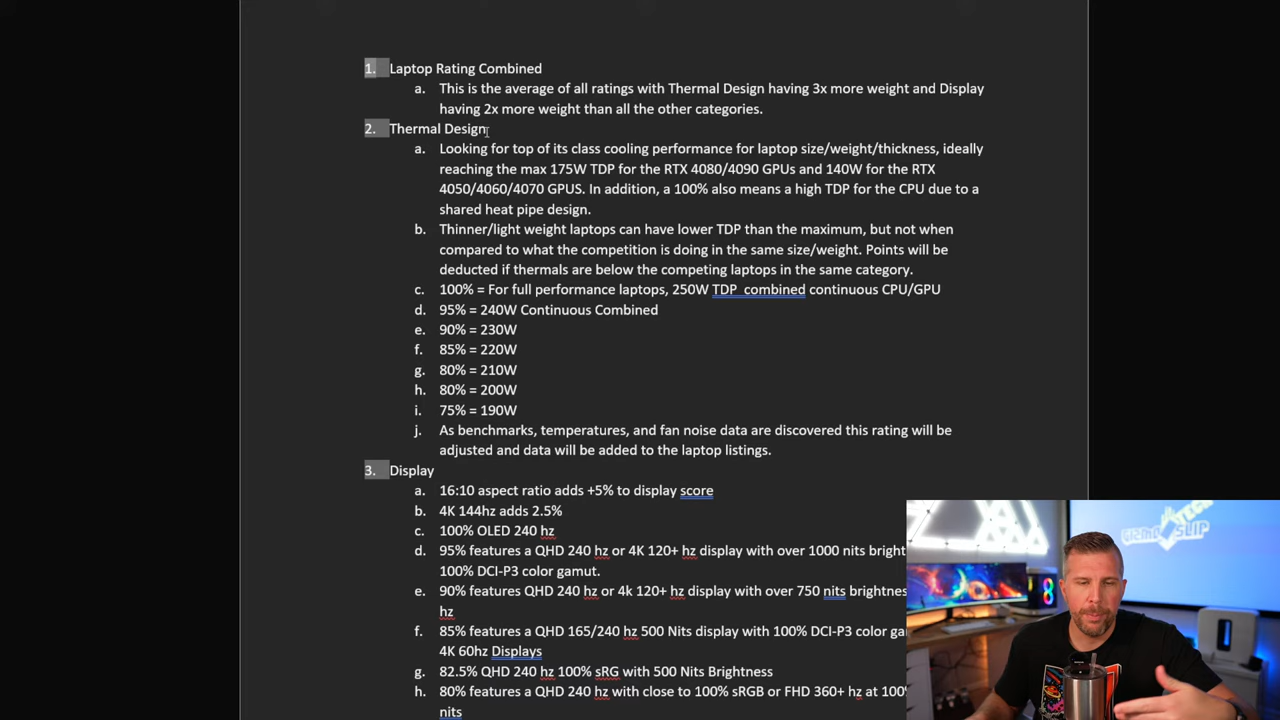 1. Laptop Rating Combined
a. This is the average of all ratings with Thermal Design having 3x more weight and Display
having 2x more weight than all the other categories.
2. Thermal Design
a. Looking for top of its class cooling performance for laptop size/weight/thickness, ideally
reaching the max 175W TDP for the RTX 4080/4090 GPUs and 140W for the RTX
4050/4060/4070 GPUS. In addition, a 100% also means a high TDP for the CPU due to a
shared heat pipe design.
b. Thinner/light weight laptops can have lower TDP than the maximum, but not when
compared to what the competition is doing in the same size/weight. Points will be
deducted if thermals are below the competing laptops in the same category.
c. 100% = For full performance laptops, 250W TDP combined continuous CPU/GPU
d. 95% = 240W Continuous Combined
e. 90% = 230W
f. 85% = 220W
g. 80% = 210W
h. 80% = 200W
i. 75% = 190W
j. As benchmarks, temperatures, and fan noise data are discovered this rating will be
adjusted and data will be added to the laptop listings.
3. Display
a. 16:10 aspect ratio adds +5% to display score
b. 4K 144hz adds 2.5%
c. 100% OLED 240 hz
d. 95% features a QHD 240 hz or 4K 120+ hz display with over 1000 nits bright
100% DCI-P3 color gamut.
e. 90% features QHD 240 hz or 4k 120+ hz display with over 750 nits brightnes
hz
f. 85% features a QHD 165/240 hz 500 Nits display with 100% DCI-P3 color gar
4K 60hz Displays
g. 82.5% QHD 240 hz 100% sRG with 500 Nits Brightness
h. 80% features a QHD 240 hz with close to 100% sRGB or FHD 360+ hz at 100%
nits
GizmoSlip
TECH